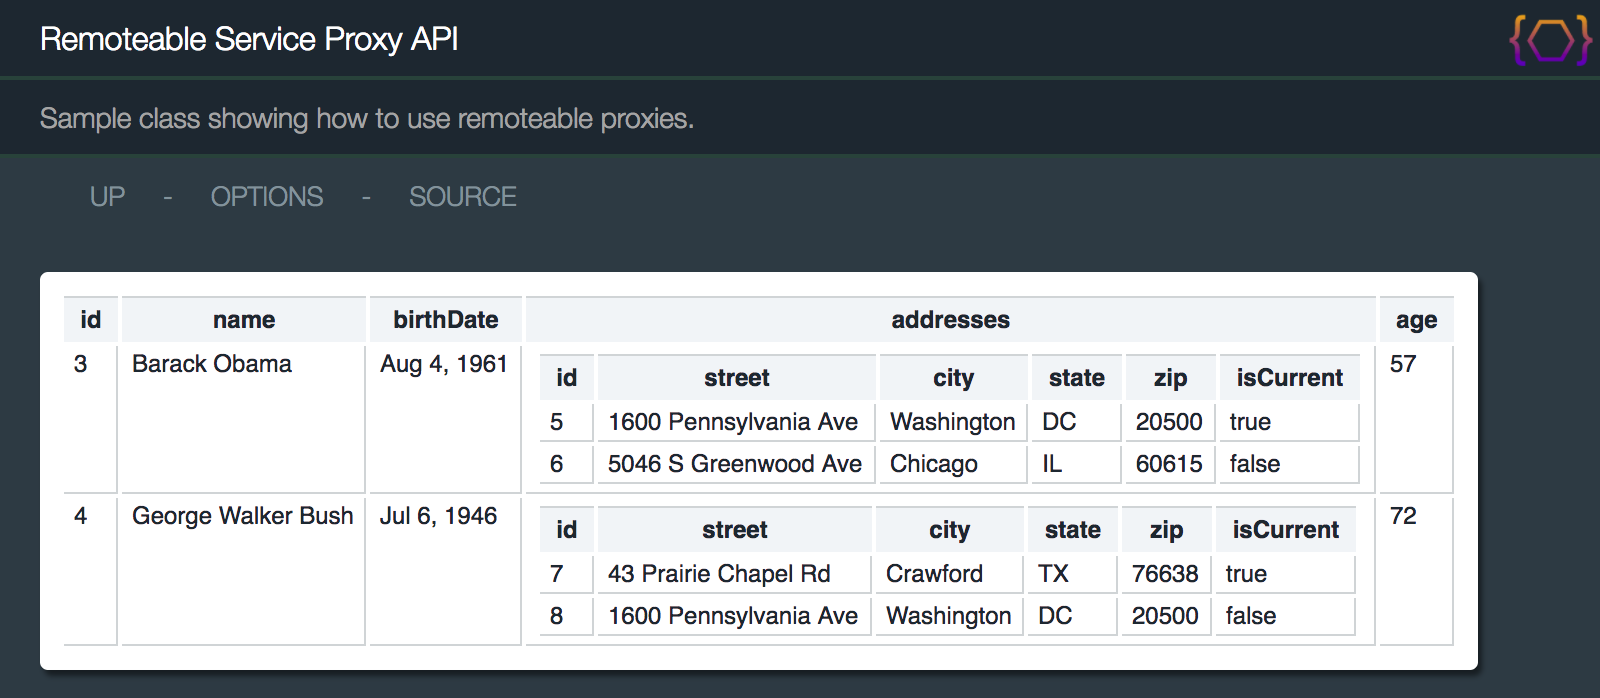 Remoteable Service Proxy API
Sample class showing how to use remoteable proxies.
UP - OPTIONS - SOURCE
id name birthDate addresses age
3 Barack Obama Aug 4, 1961 57
id street city state zip isCurrent
5 1600 Pennsylvania Ave Washington DC 20500 true
6 5046 S Greenwood Ave Chicago IL 60615 false
4 George Walker Bush Jul 6, 1946 72
id street city state zip isCurrent
7 43 Prairie Chapel Rd Crawford TX 76638 true
8 1600 Pennsylvania Ave Washington DC 20500 false